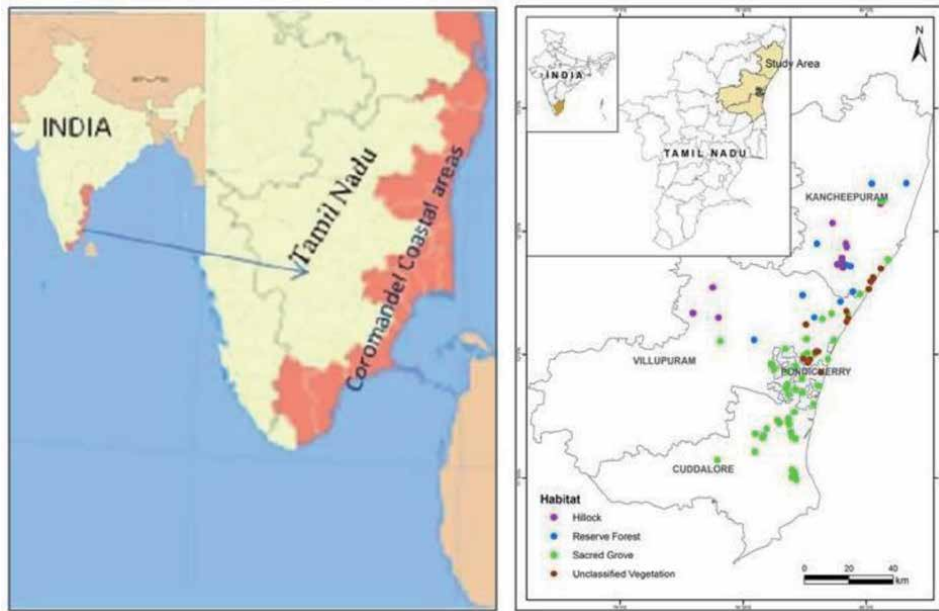 INDIA
Tamil Nadu
Coromandel Coastal areas
INDIA
Study Area
TAMIL NADU
N
KANCHEEPURAM
VILLUPURAM
PONDICHERRY
CUDDALORE
Habitat
Hillock
Reserve Forest
Sacred Grove
Unclassified Vegetation
0 20 40
km